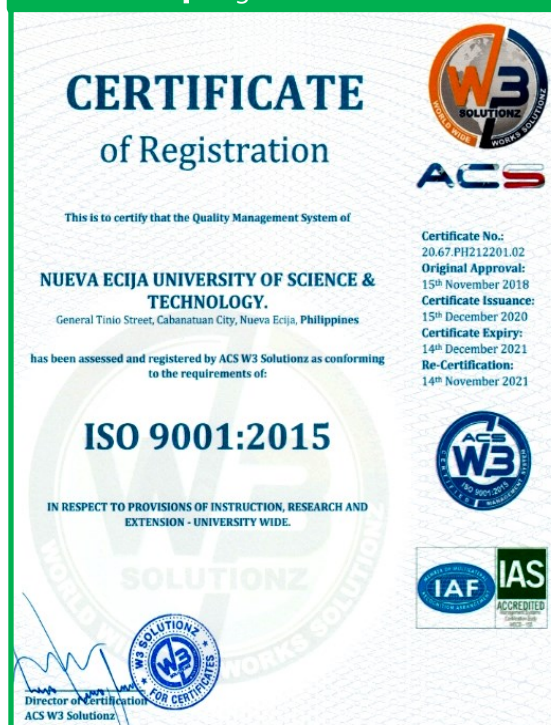 CERTIFICATE
of Registration
This is to certify that the Quality Management System of
NUEVA ECIJA UNIVERSITY OF SCIENCE &
TECHNOLOGY.
General Tinio Street, Cabanatuan City, Nueva Ecija, Philippines
has been assessed and registered by ACS W3 Solutionz as conforming
to the requirements of:
ISO 9001:2015
IN RESPECT TO PROVISIONS OF INSTRUCTION, RESEARCH AND
EXTENSION - UNIVERSITY WIDE.
Director of Certification
ACS W3 Solutionz
W3 SOLUTIONZ
W3
FOR CERTIFICATES
W3
SOLUTIONZ
WORLD WIDE
WORKS SOLUTION
ACS
Certificate No.:
20.67.PH212201.02
Original Approval:
15th November 2018
Certificate Issuance:
15th December 2020
Certificate Expiry:
14th December 2021
Re-Certification:
14th November 2021
ACS
W3
CERTIFIED
ISO 9001:2015
MANAGEMENT SYSTEM
IAF
IAS
ACCREDITED
SOLUTIONZ